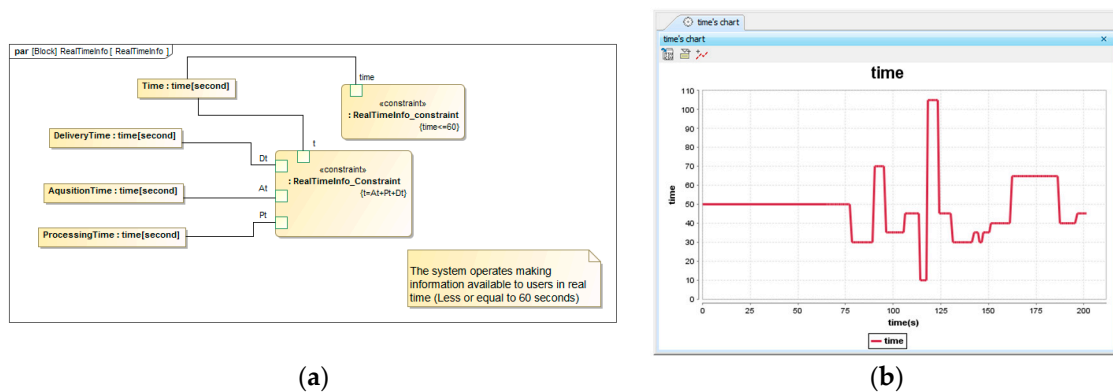 par [Block] RealTimeInfo [ RealTimeInfo ]
time
Time : time[second]
«constraint»
: RealTimeInfo_constraint
{time<=60}
DeliveryTime : time[second]
t
Dt
«constraint»
: RealTimeInfo_Constraint
{t=At+Pt+Dt}
AqusitionTime : time[second]
At
Pt
ProcessingTime : time[second]
The system operates making
information available to users in real
time (Less or equal to 60 seconds)
(a)
time's chart
time's chart
time
110
100
90
80
70
60
50
40
30
20
10
0
time
0 25 50 75 100 125 150 175 200
time(s)
time
(b)